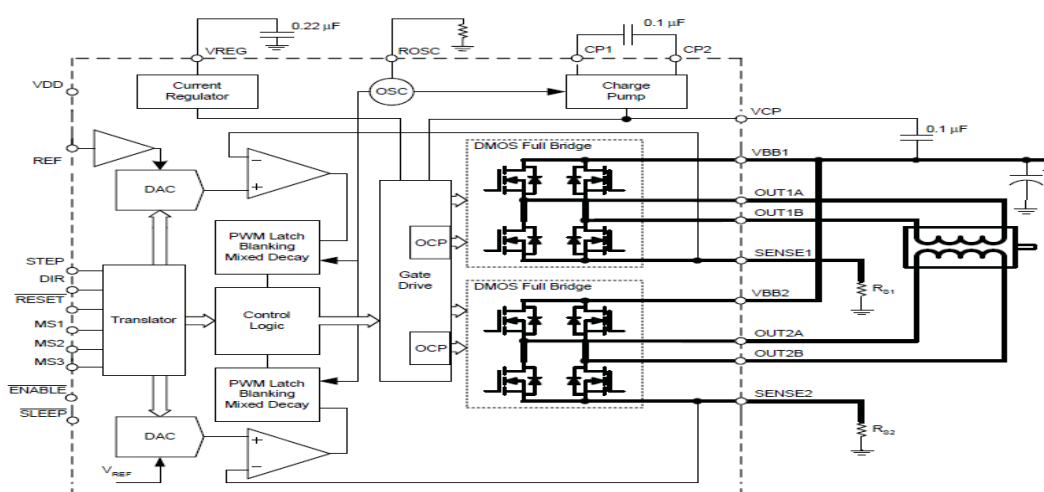 0.22 µF
0.1 µF
VREG
ROSC
CP1
CP2
VDD
Current
Regulator
OSC
Charge
Pump
VCP
0.1 µF
REF
DMOS Full Bridge
VBB1
DAC
OUT1A
OUT1B
PWM Latch
Blanking
Mixed Decay
OCP
SENSE1
STEP
DIR
RESET
MS1
MS2
MS3
Translator
Control
Logic
Gate
Drive
DMOS Full Bridge
VBB2
RS1
OUT2A
OCP
OUT2B
ENABLE
SLEEP
PWM Latch
Blanking
Mixed Decay
SENSE2
DAC
RS2
VREF